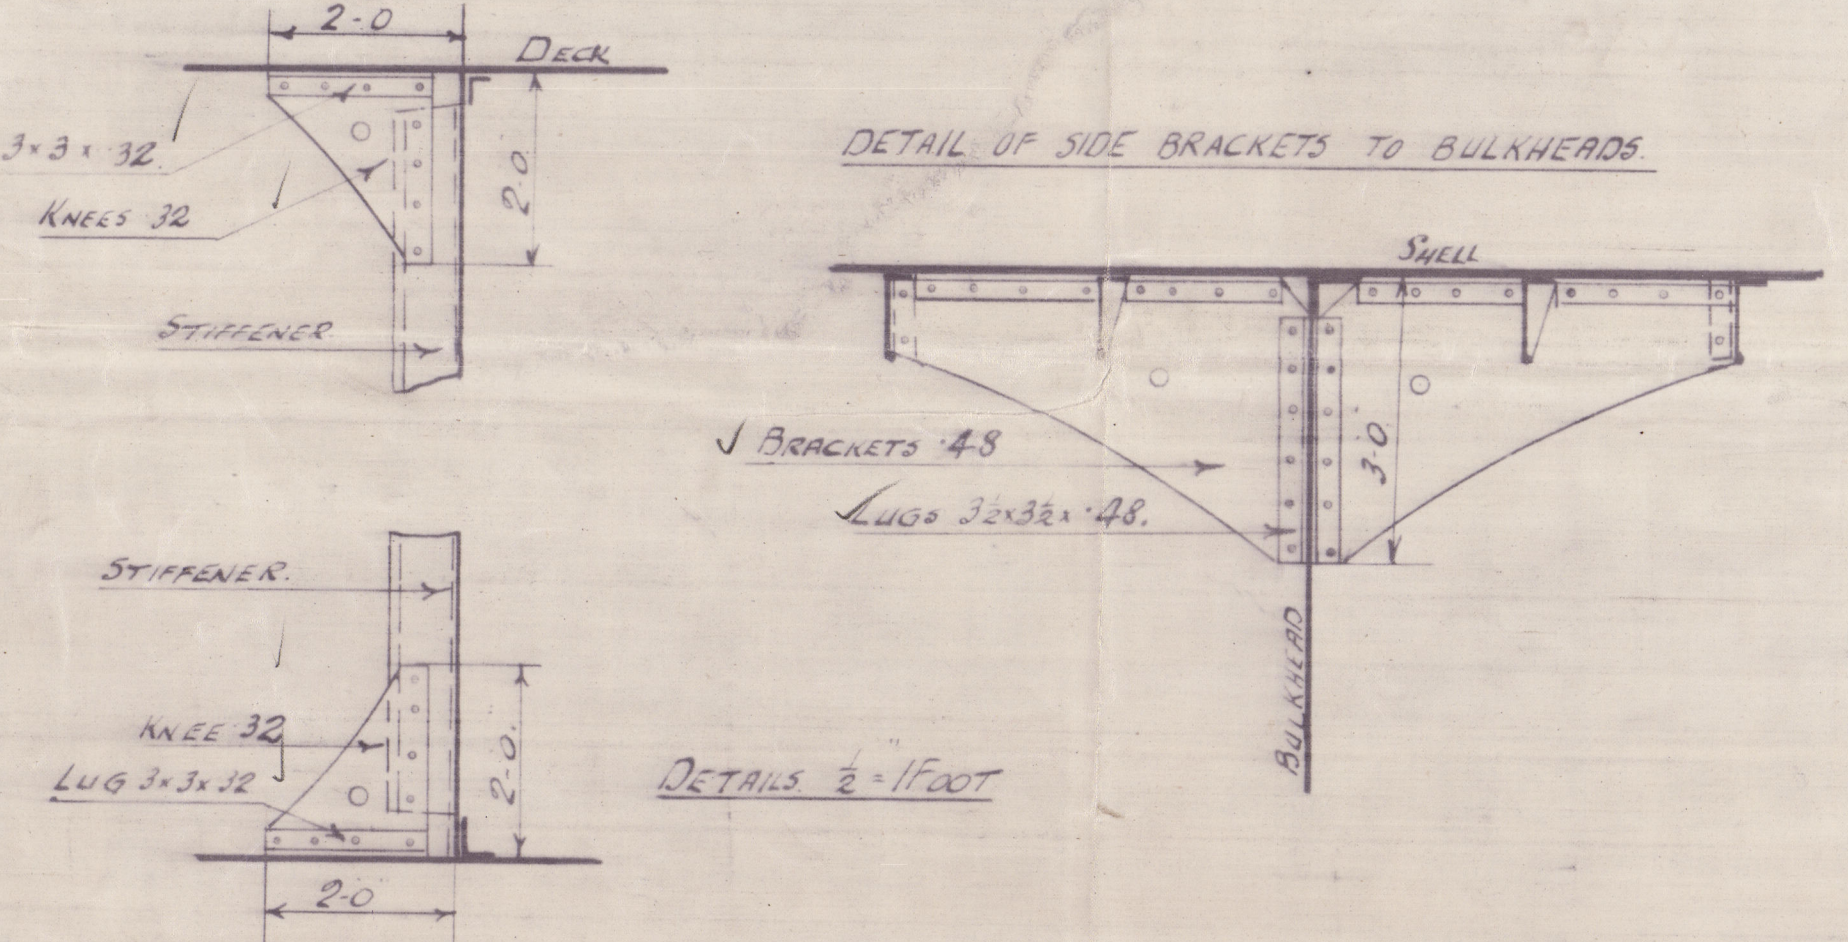 2-0
DECK
3×3×·32.
KNEES ·32
2-0
STIFFENER
DETAIL OF SIDE BRACKETS TO BULKHEADS.
SHELL
✓ BRACKETS ·48
✓ LUGS 3½×3½×·48.
3-0
BULKHEAD
STIFFENER.
KNEE ·32
LUG 3×3×·32
2-0
2-0
DETAILS. ½" = 1 FOOT